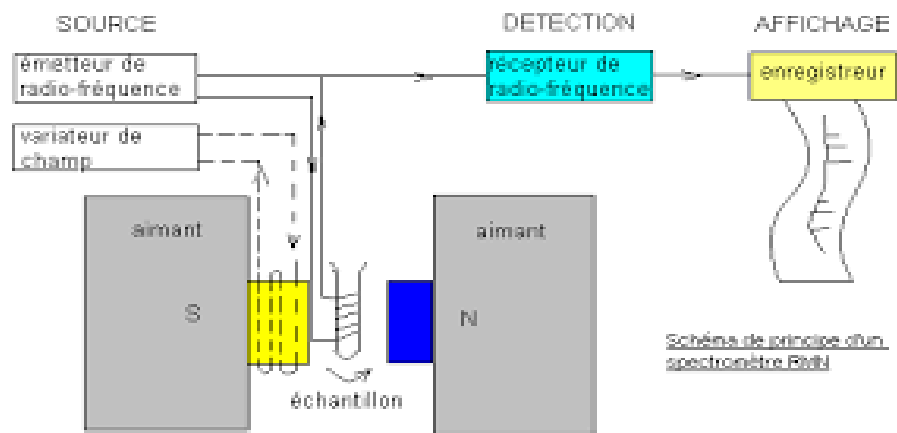 SOURCE
DETECTION
AFFICHAGE
émetteur de
radio-fréquence
récepteur de
radio-fréquence
enregistreur
variateur de
champ
aimant
aimant
S
N
échantillon
Schéma de principe d'un
spectromètre RMN